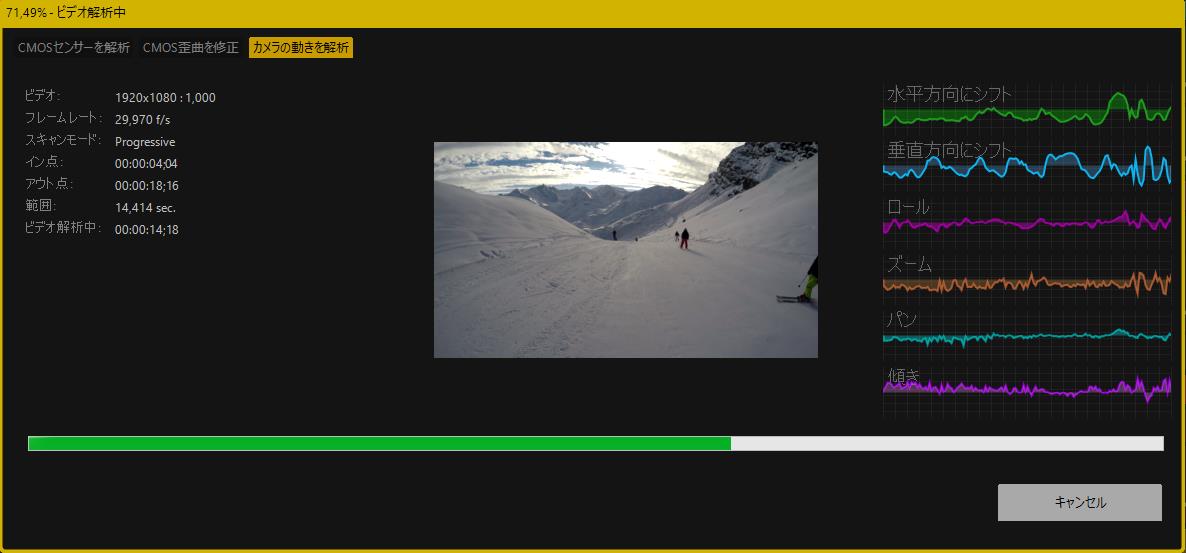 71,49% - ビデオ解析中
CMOSセンサーを解析 CMOS歪曲を修正 カメラの動きを解析
ビデオ: 1920x1080 : 1,000
フレームレート: 29,970 f/s
スキャンモード: Progressive
イン点: 00:00:04;04
アウト点: 00:00:18;16
範囲: 14,414 sec.
ビデオ解析中: 00:00:14;18
水平方向にシフト
垂直方向にシフト
ロール
ズーム
パン
傾き
キャンセル